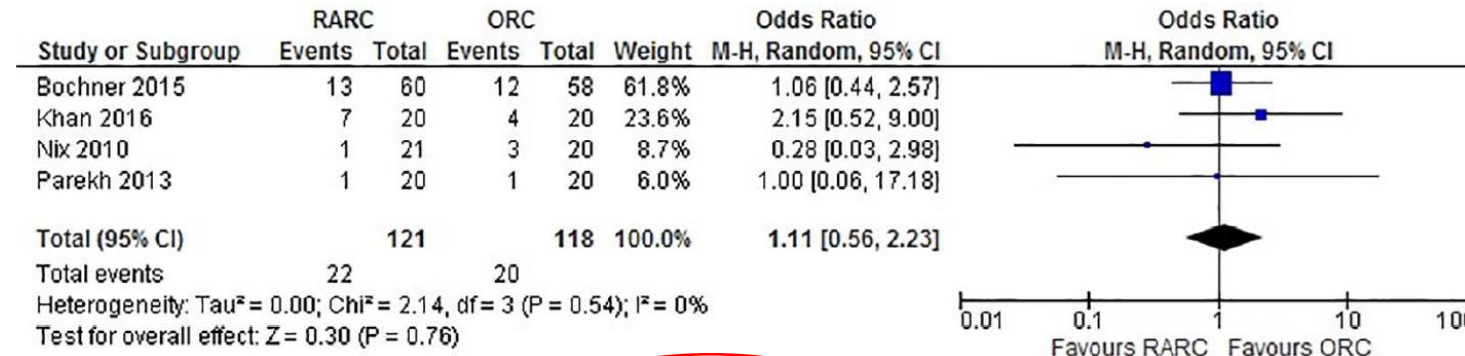 RARC ORC Odds Ratio Odds Ratio
Study or Subgroup Events Total Events Total Weight M-H, Random, 95% CI M-H, Random, 95% CI
Bochner 2015 13 60 12 58 61.8% 1.06 [0.44, 2.57]
Khan 2016 7 20 4 20 23.6% 2.15 [0.52, 9.00]
Nix 2010 1 21 3 20 8.7% 0.28 [0.03, 2.98]
Parekh 2013 1 20 1 20 6.0% 1.00 [0.06, 17.18]
Total (95% CI) 121 118 100.0% 1.11 [0.56, 2.23]
Total events 22 20
Heterogeneity: Tau² = 0.00; Chi² = 2.14, df = 3 (P = 0.54); I² = 0%
Test for overall effect: Z = 0.30 (P = 0.76)
0.01 0.1 1 10
Favours RARC Favours ORC